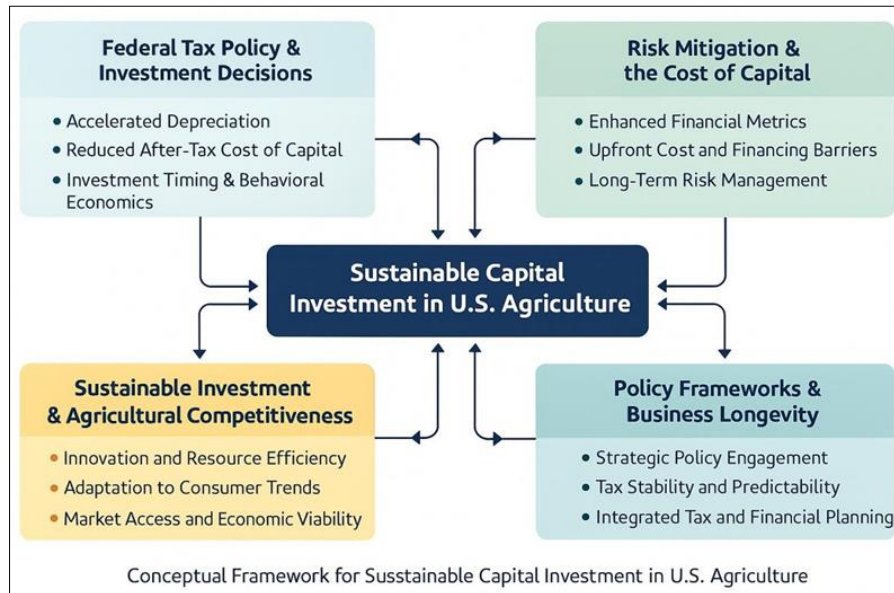 Federal Tax Policy &
Investment Decisions
• Accelerated Depreciation
• Reduced After-Tax Cost of Capital
• Investment Timing & Behavioral
Economics
Risk Mitigation &
the Cost of Capital
• Enhanced Financial Metrics
• Upfront Cost and Financing Barriers
• Long-Term Risk Management
Sustainable Capital
Investment in U.S. Agriculture
Sustainable Investment
& Agricultural Competitiveness
• Innovation and Resource Efficiency
• Adaptation to Consumer Trends
• Market Access and Economic Viability
Policy Frameworks &
Business Longevity
• Strategic Policy Engagement
• Tax Stability and Predictability
• Integrated Tax and Financial Planning
Conceptual Framework for Susstainable Capital Investment in U.S. Agriculture